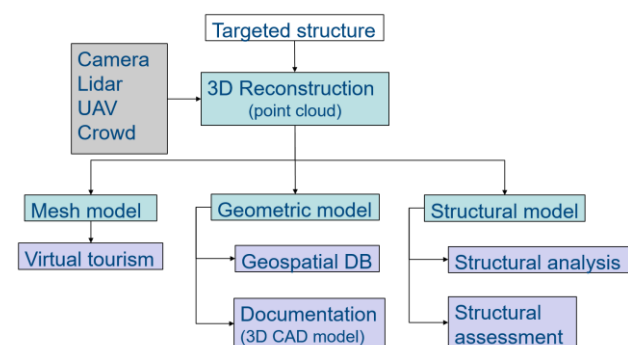 Targeted structure
Camera
Lidar
UAV
Crowd
3D Reconstruction
(point cloud)
Mesh model
Virtual tourism
Geometric model
Geospatial DB
Documentation
(3D CAD model)
Structural model
Structural analysis
Structural
assessment